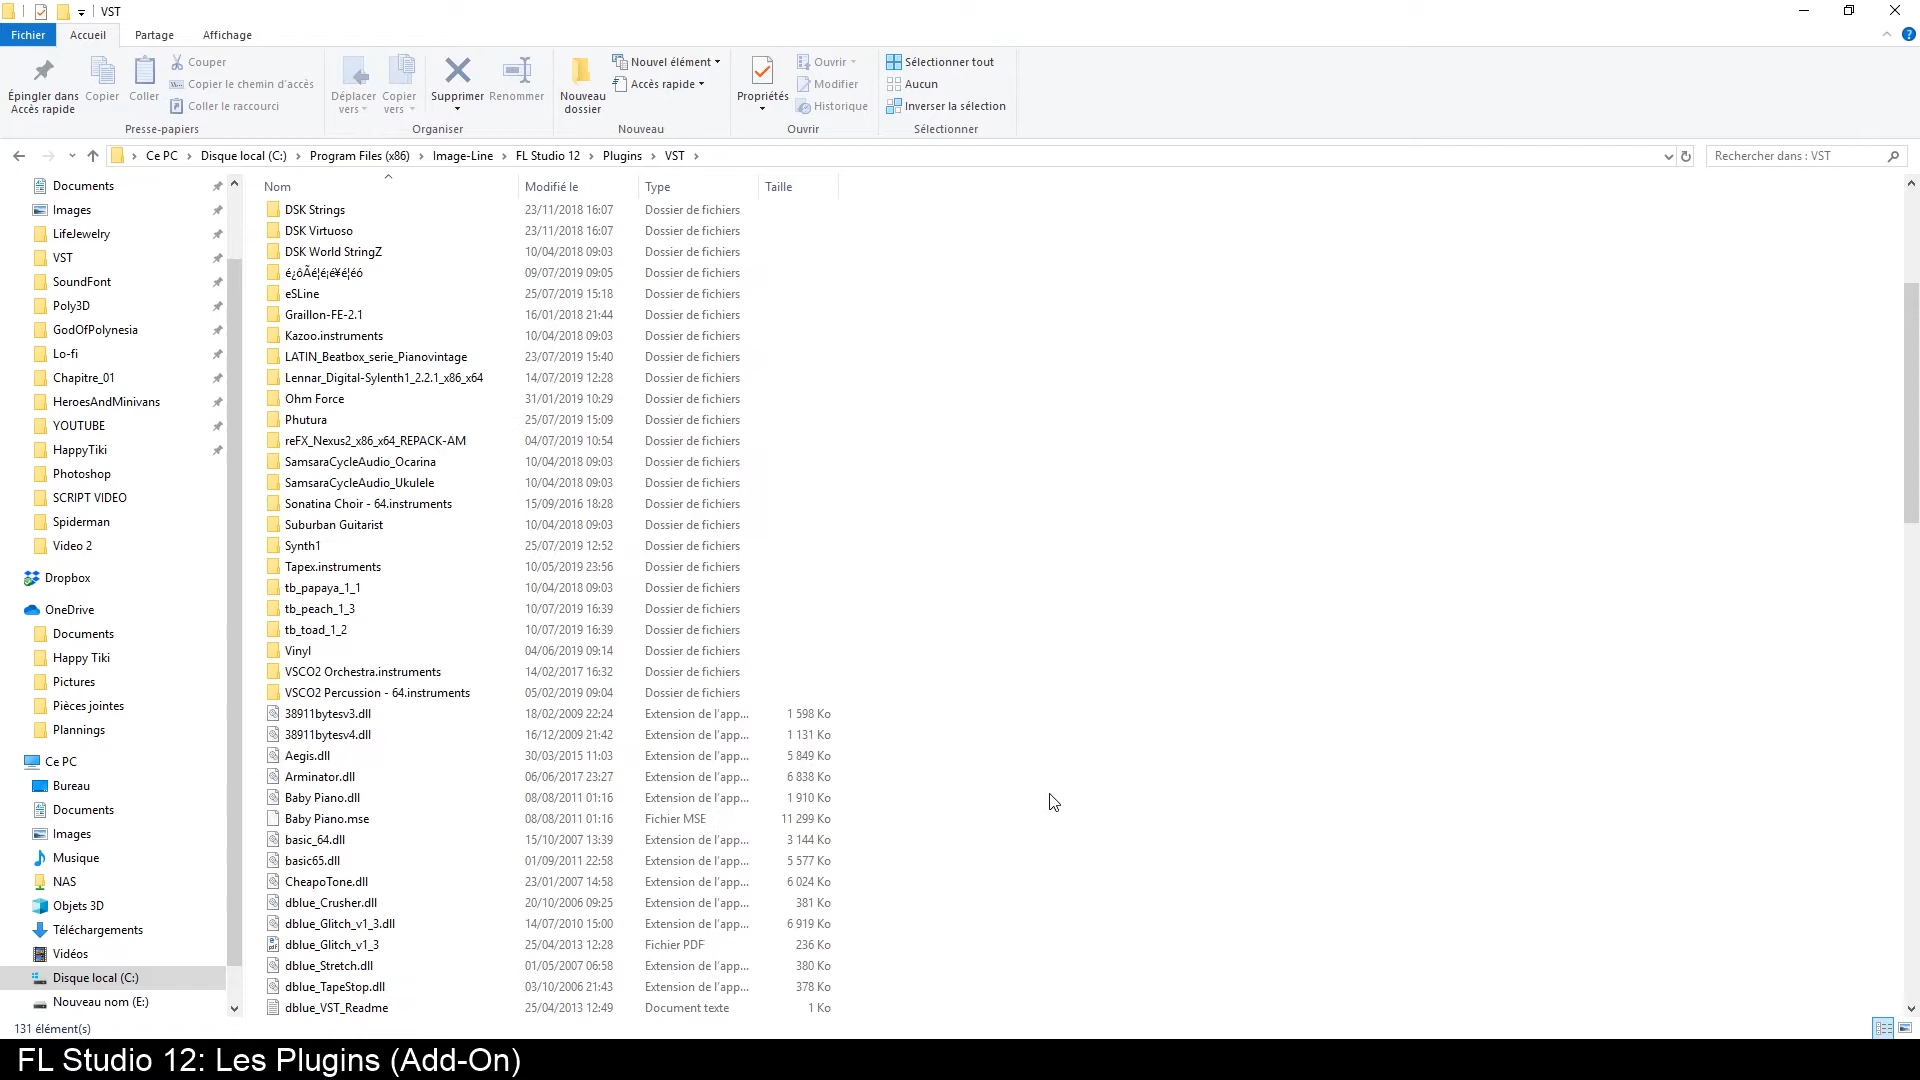 VST
Fichier Accueil Partage Affichage
Épingler dans Accès rapide
Copier
Coller
Couper
Copier le chemin d'accès
Coller le raccourci
Presse-papiers
Déplacer vers
Copier vers
Supprimer
Renommer
Organiser
Nouveau dossier
Nouvel élément
Accès rapide
Nouveau
Propriétés
Ouvrir
Modifier
Historique
Ouvrir
Sélectionner tout
Aucun
Inverser la sélection
Sélectionner
Ce PC > Disque local (C:) > Program Files (x86) > Image-Line > FL Studio 12 > Plugins > VST >
Rechercher dans : VST
Documents
Images
LifeJewelry
VST
SoundFont
Poly3D
GodOfPolynesia
Lo-fi
Chapitre_01
HeroesAndMinivans
YOUTUBE
HappyTiki
Photoshop
SCRIPT VIDEO
Spiderman
Video 2
Dropbox
OneDrive
Documents
Happy Tiki
Pictures
Pièces jointes
Plannings
Ce PC
Bureau
Documents
Images
Musique
NAS
Objets 3D
Téléchargements
Vidéos
Disque local (C:)
Nouveau nom (E:)
Nom Modifié le Type Taille
DSK Strings 23/11/2018 16:07 Dossier de fichiers
DSK Virtuoso 23/11/2018 16:07 Dossier de fichiers
DSK World StringZ 10/04/2018 09:03 Dossier de fichiers
09/07/2019 09:05 Dossier de fichiers
eSLine 25/07/2019 15:18 Dossier de fichiers
Graillon-FE-2.1 16/01/2018 21:44 Dossier de fichiers
Kazoo.instruments 10/04/2018 09:03 Dossier de fichiers
LATIN_Beatbox_serie_Pianovintage 23/07/2019 15:40 Dossier de fichiers
Lennar_Digital-Sylenth1_2.2.1_x86_x64 14/07/2019 12:28 Dossier de fichiers
Ohm Force 31/01/2019 10:29 Dossier de fichiers
Phutura 25/07/2019 15:09 Dossier de fichiers
reFX_Nexus2_x86_x64_REPACK-AM 04/07/2019 10:54 Dossier de fichiers
SamsaraCycleAudio_Ocarina 10/04/2018 09:03 Dossier de fichiers
SamsaraCycleAudio_Ukulele 10/04/2018 09:03 Dossier de fichiers
Sonatina Choir - 64.instruments 15/09/2016 18:28 Dossier de fichiers
Suburban Guitarist 10/04/2018 09:03 Dossier de fichiers
Synth1 25/07/2019 12:52 Dossier de fichiers
Tapex.instruments 10/05/2019 23:56 Dossier de fichiers
tb_papaya_1_1 10/04/2018 09:03 Dossier de fichiers
tb_peach_1_3 10/07/2019 16:39 Dossier de fichiers
tb_toad_1_2 10/07/2019 16:39 Dossier de fichiers
Vinyl 04/06/2019 09:14 Dossier de fichiers
VSCO2 Orchestra.instruments 14/02/2017 16:32 Dossier de fichiers
VSCO2 Percussion - 64.instruments 05/02/2019 09:04 Dossier de fichiers
38911bytesv3.dll 18/02/2009 22:24 Extension de l'app... 1 598 Ko
38911bytesv4.dll 16/12/2009 21:42 Extension de l'app... 1 131 Ko
Aegis.dll 30/03/2015 11:03 Extension de l'app... 5 849 Ko
Arminator.dll 06/06/2017 23:27 Extension de l'app... 6 838 Ko
Baby Piano.dll 08/08/2011 01:16 Extension de l'app... 1 910 Ko
Baby Piano.mse 08/08/2011 01:16 Fichier MSE 11 299 Ko
basic_64.dll 15/10/2007 13:39 Extension de l'app... 3 144 Ko
basic65.dll 01/09/2011 22:58 Extension de l'app... 5 577 Ko
CheapoTone.dll 23/01/2007 14:58 Extension de l'app... 6 024 Ko
dblue_Crusher.dll 20/10/2006 09:25 Extension de l'app... 381 Ko
dblue_Glitch_v1_3.dll 14/07/2010 15:00 Extension de l'app... 6 919 Ko
dblue_Glitch_v1_3 25/04/2013 12:28 Fichier PDF 236 Ko
dblue_Stretch.dll 01/05/2007 06:58 Extension de l'app... 380 Ko
dblue_TapeStop.dll 03/10/2006 21:43 Extension de l'app... 378 Ko
dblue_VST_Readme 25/04/2013 12:49 Document texte 1 Ko
131 élément(s)
FL Studio 12: Les Plugins (Add-On)